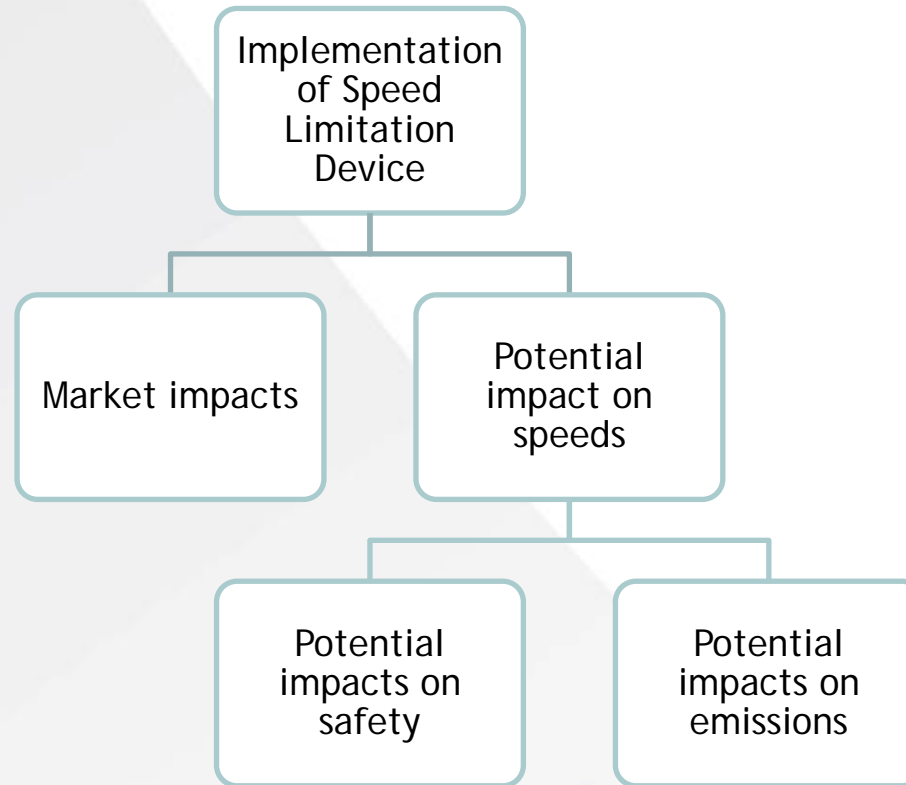 Implementation
of Speed
Limitation
Device
Market impacts
Potential
impact on
speeds
Potential
impacts on
safety
Potential
impacts on
emissions